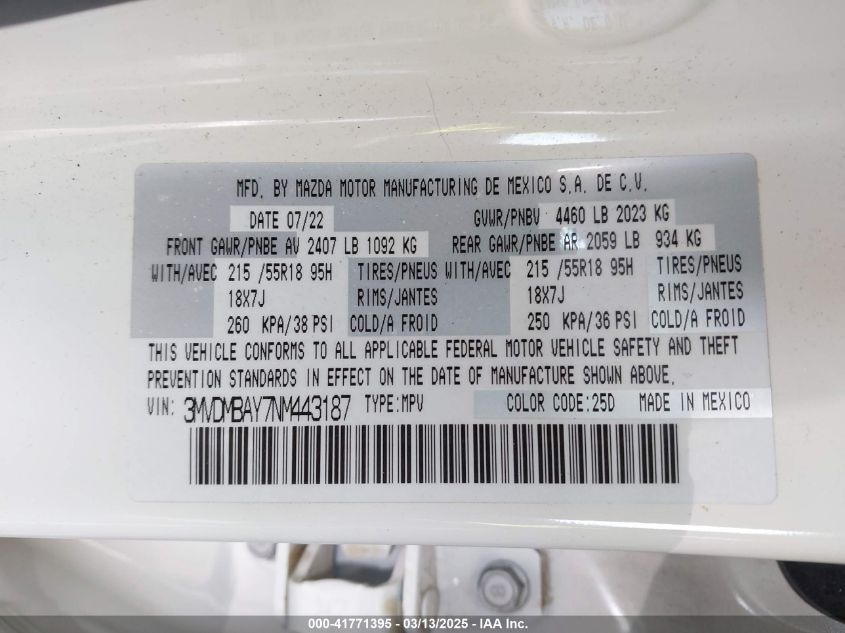 MFD. BY MAZDA MOTOR MANUFACTURING DE MEXICO S.A. DE C.V.
DATE 07/22 GVWR/PNBV 4460 LB 2023 KG
FRONT GAWR/PNBE AV 2407 LB 1092 KG REAR GAWR/PNBE AR 2059 LB 934 KG
WITH/AVEC 215 /55R18 95H TIRES/PNEUS WITH/AVEC 215 /55R18 95H TIRES/PNEUS
18X7J RIMS/JANTES 18X7J RIMS/JANTES
260 KPA/38 PSI COLD/A FROID 250 KPA/36 PSI COLD/A FROID
THIS VEHICLE CONFORMS TO ALL APPLICABLE FEDERAL MOTOR VEHICLE SAFETY AND THEFT
PREVENTION STANDARDS IN EFFECT ON THE DATE OF MANUFACTURE SHOWN ABOVE.
VIN: 3MVDMBAY7NM443187 TYPE:MPV COLOR CODE:25D MADE IN MEXICO
000-41771395 - 03/13/2025 - IAA Inc.